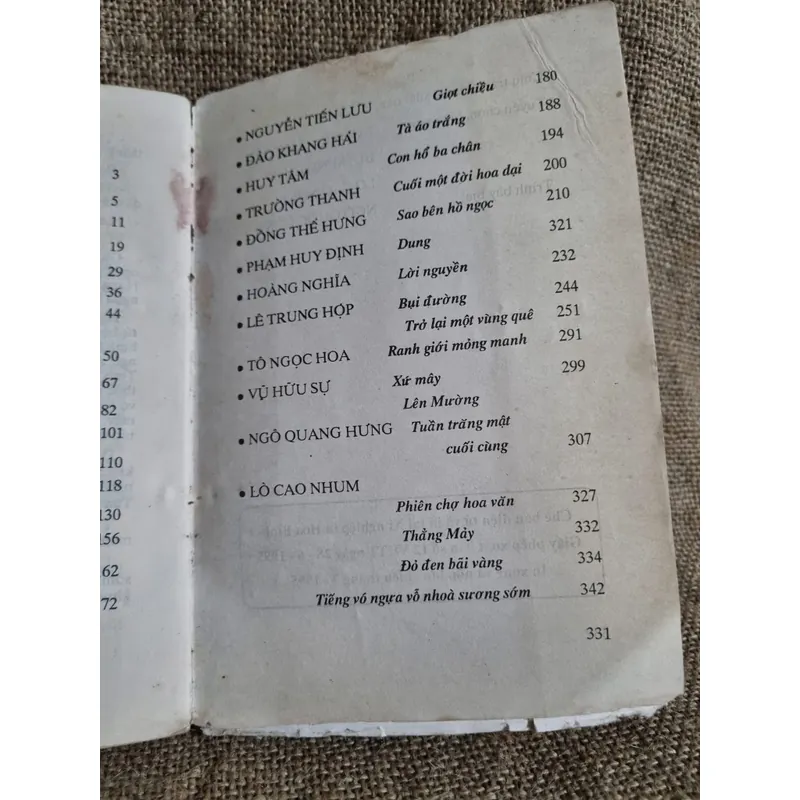 3
5
11
19
29
36
44
50
67
82
101
110
118
130
156
62
72
• NGUYỄN TIẾN LƯU Giọt chiều 180
• ĐÀO KHANG HẢI Tà áo trắng 188
• HUY TÂM Con hổ ba chân 194
• TRƯỜNG THANH Cuối một đời hoa dại 200
• ĐỒNG THẾ HƯNG Sao bên hồ ngọc 210
• PHẠM HUY ĐỊNH Dung 321
• HOÀNG NGHĨA Lời nguyền 232
• LÊ TRUNG HỢP Bụi đường 244
Trở lại một vùng quê 251
• TÔ NGỌC HOA Ranh giới mỏng manh 291
• VŨ HỮU SỰ Xứ mây 299
Lên Mường
• NGÔ QUANG HƯNG Tuần trăng mật
cuối cùng 307
• LÒ CAO NHUM
Phiên chợ hoa văn 327
Thằng Mảy 332
Đỏ đen bãi vàng 334
Tiếng vó ngựa vỗ nhoà sương sớm 342
331